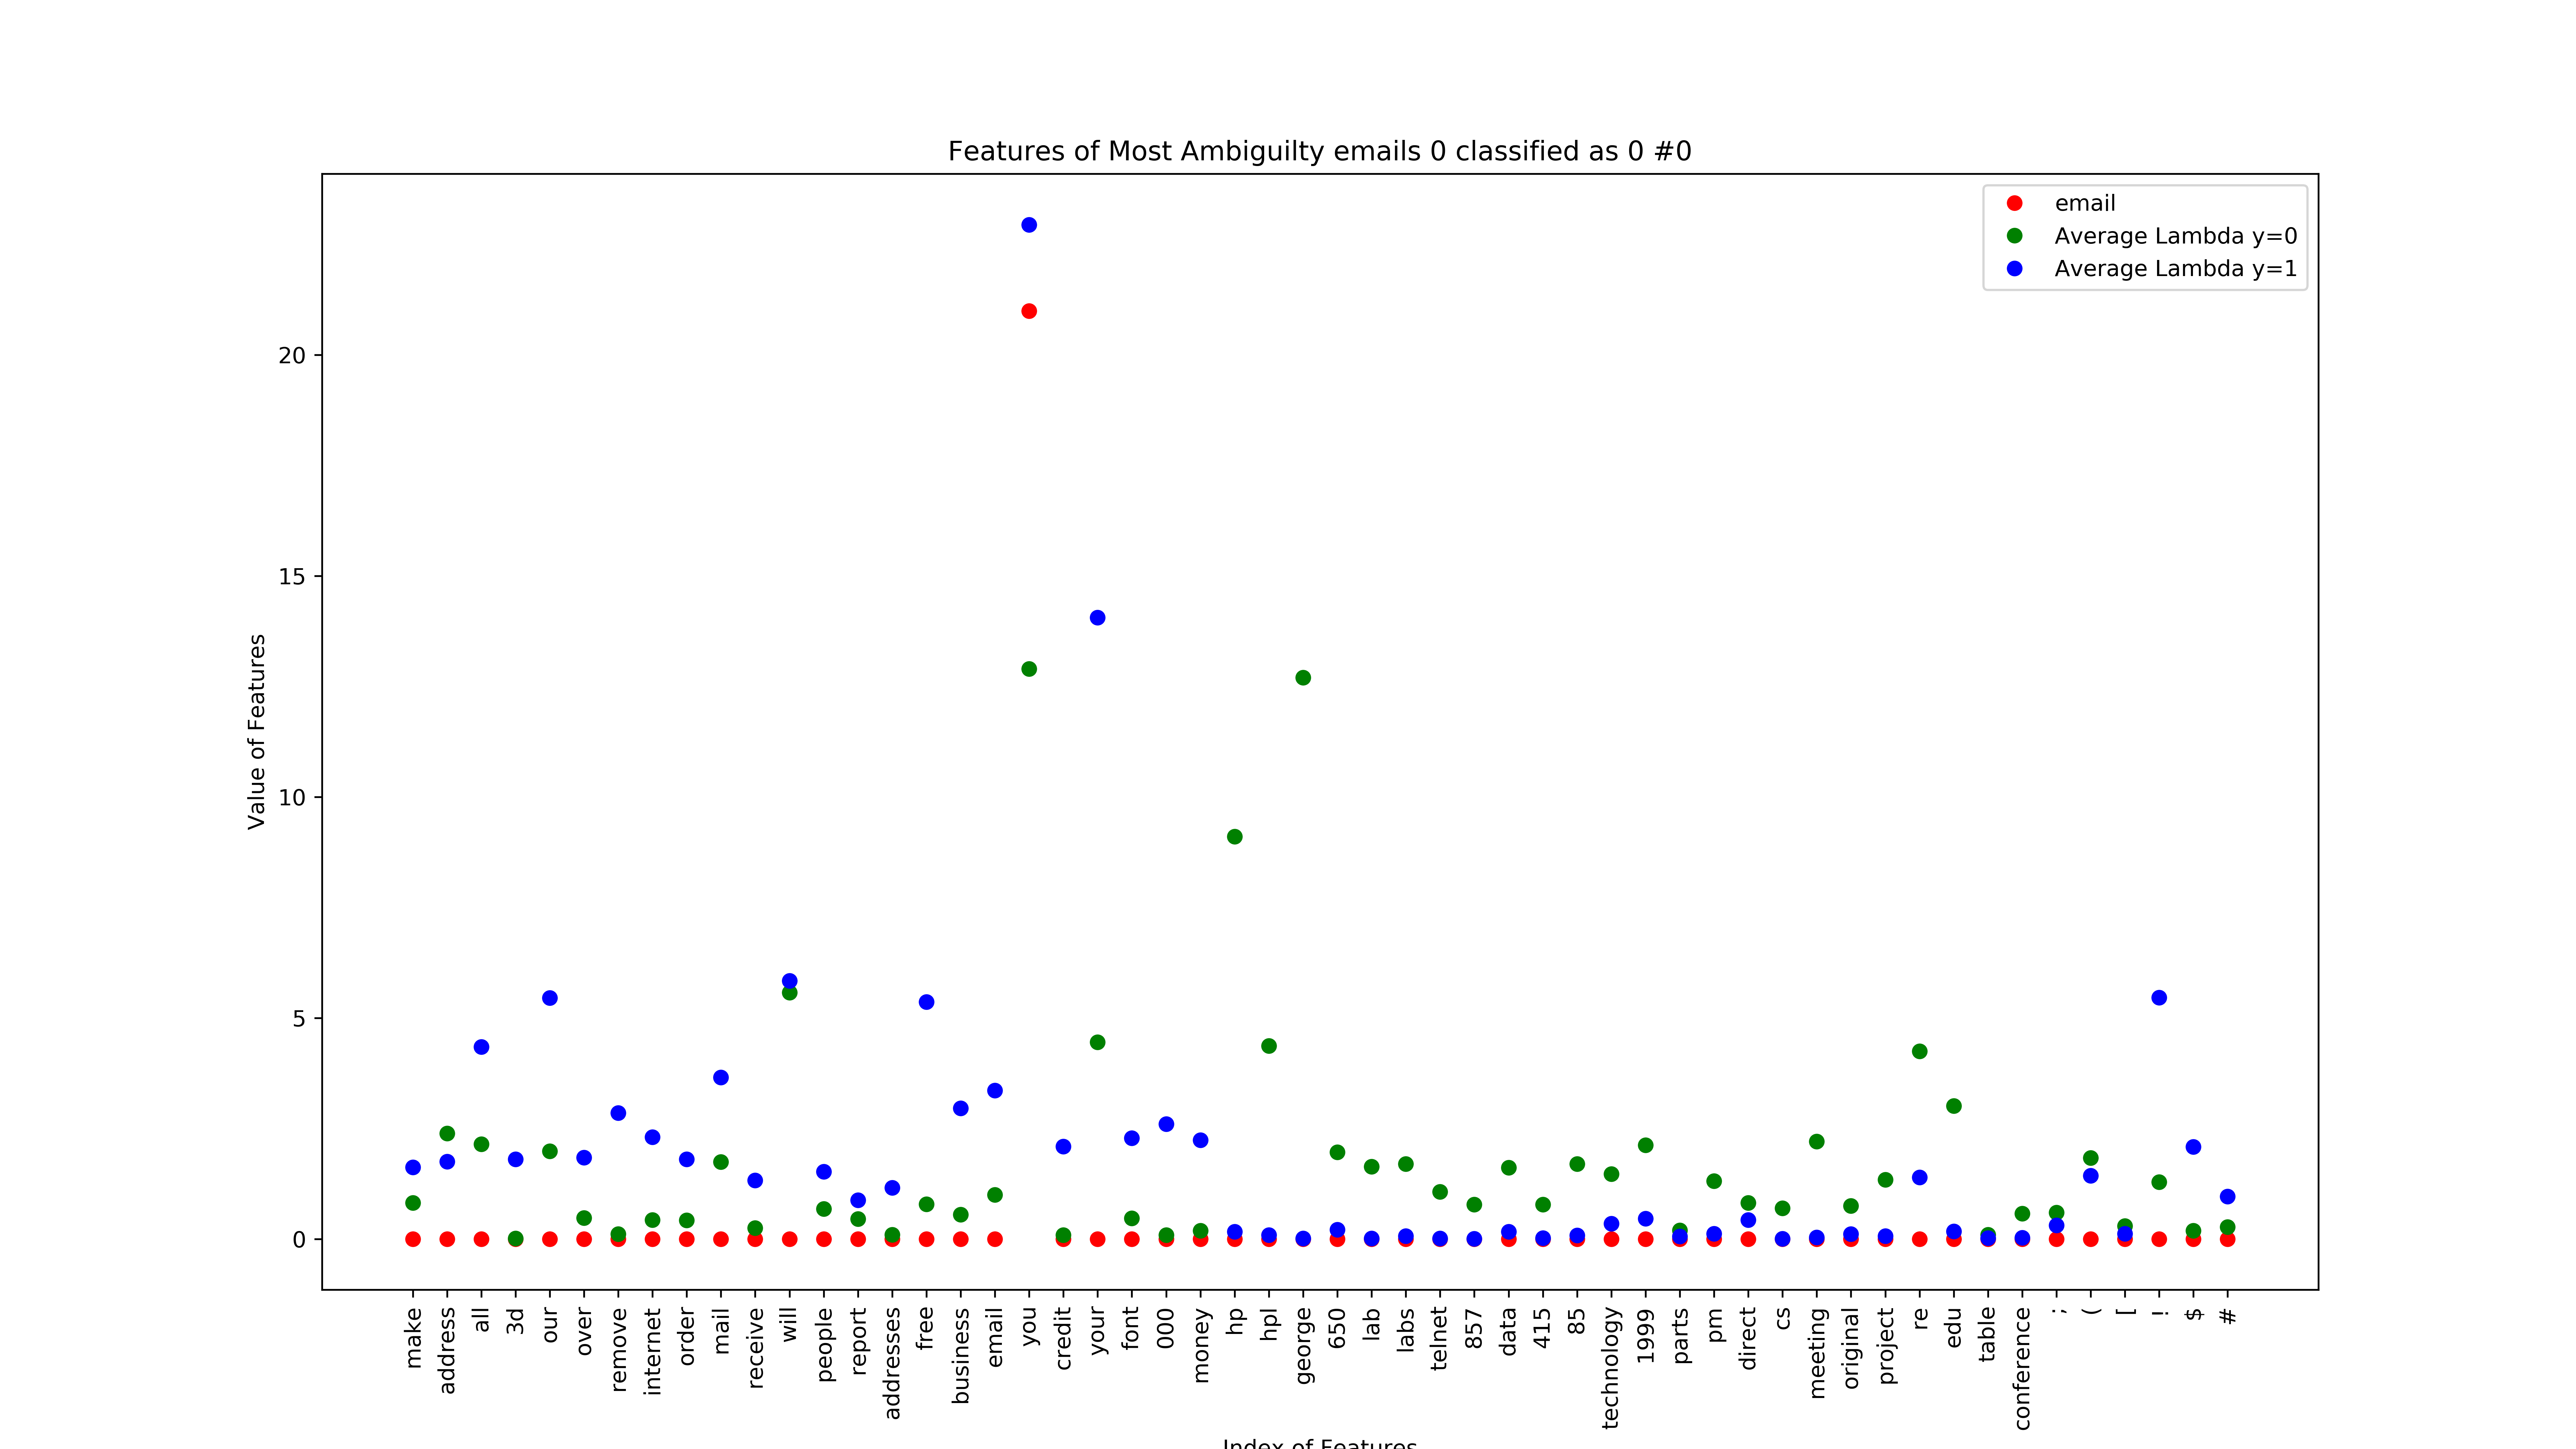 Features of Most Ambiguilty emails 0 classified as 0 #0
email
Average Lambda y=0
Average Lambda y=1
Value of Features
20
15
10
5
0
make
address
all
3d
our
over
remove
internet
order
mail
receive
will
people
report
addresses
free
business
email
you
credit
your
font
000
money
hp
hpl
george
650
lab
labs
telnet
857
data
415
85
technology
1999
parts
pm
direct
cs
meeting
original
project
re
edu
table
conference
;
(
[
!
$
#
Index of Features